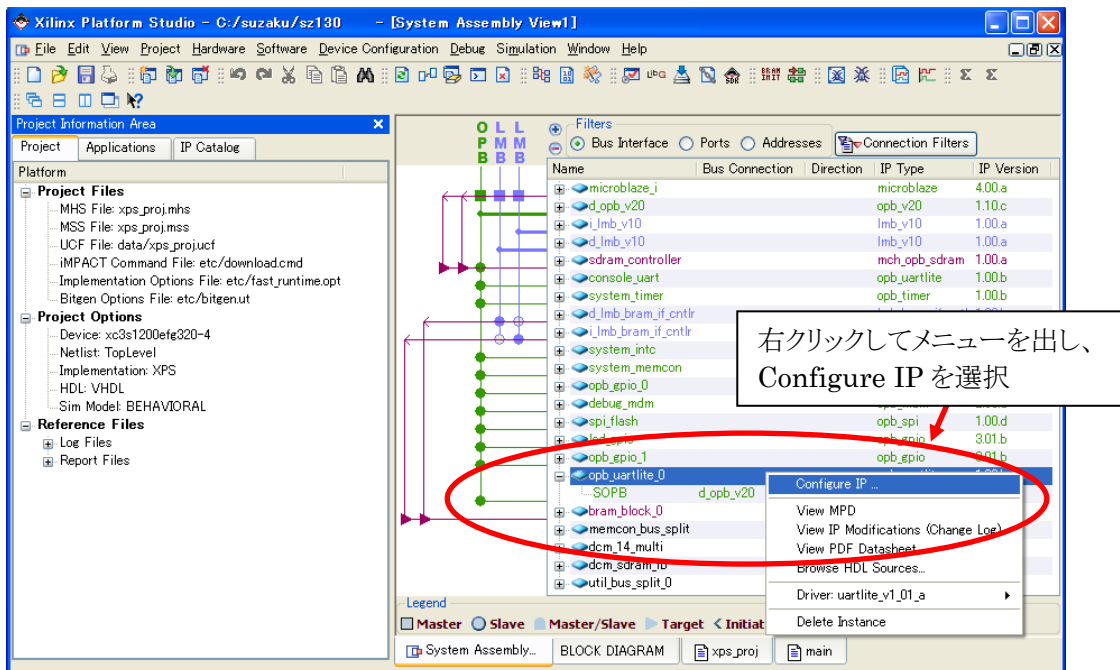 Xilinx Platform Studio - C:/suzaku/sz130 - [System Assembly View1]
File Edit View Project Hardware Software Device Configuration Debug Simulation Window Help
Project Information Area
Project Applications IP Catalog
Platform
Project Files
MHS File: xps_proj.mhs
MSS File: xps_proj.mss
UCF File: data/xps_proj.ucf
iMPACT Command File: etc/download.cmd
Implementation Options File: etc/fast_runtime.opt
Bitgen Options File: etc/bitgen.ut
Project Options
Device: xc3s1200efg320-4
Netlist: TopLevel
Implementation: XPS
HDL: VHDL
Sim Model: BEHAVIORAL
Reference Files
Log Files
Report Files
OPB LMB LMB
Filters
Bus Interface Ports Addresses Connection Filters
Name Bus Connection Direction IP Type IP Version
microblaze_i microblaze 4.00.a
d_opb_v20 opb_v20 1.10.c
i_lmb_v10 lmb_v10 1.00.a
d_lmb_v10 lmb_v10 1.00.a
sdram_controller mch_opb_sdram 1.00.a
console_uart opb_uartlite 1.00.b
system_timer opb_timer 1.00.b
d_lmb_bram_if_cntlr
i_lmb_bram_if_cntlr
system_intc
system_memcon
opb_gpio_0
debug_mdm
spi_flash opb_spi 1.00.d
opb_gpio 3.01.b
opb_gpio_1 opb_gpio 3.01.b
opb_uartlite_0
SOPB d_opb_v20
bram_block_0
memcon_bus_split
dcm_14_multi
util_bus_split_0
右クリックしてメニューを出し、
Configure IP を選択
Configure IP ...
View MPD
View IP Modifications (Change Log)
View PDF Datasheet
Browse HDL Sources...
Driver: uartlite_v1_01_a
Delete Instance
Legend
Master Slave Master/Slave Target Initiat
System Assembly... BLOCK DIAGRAM xps_proj main